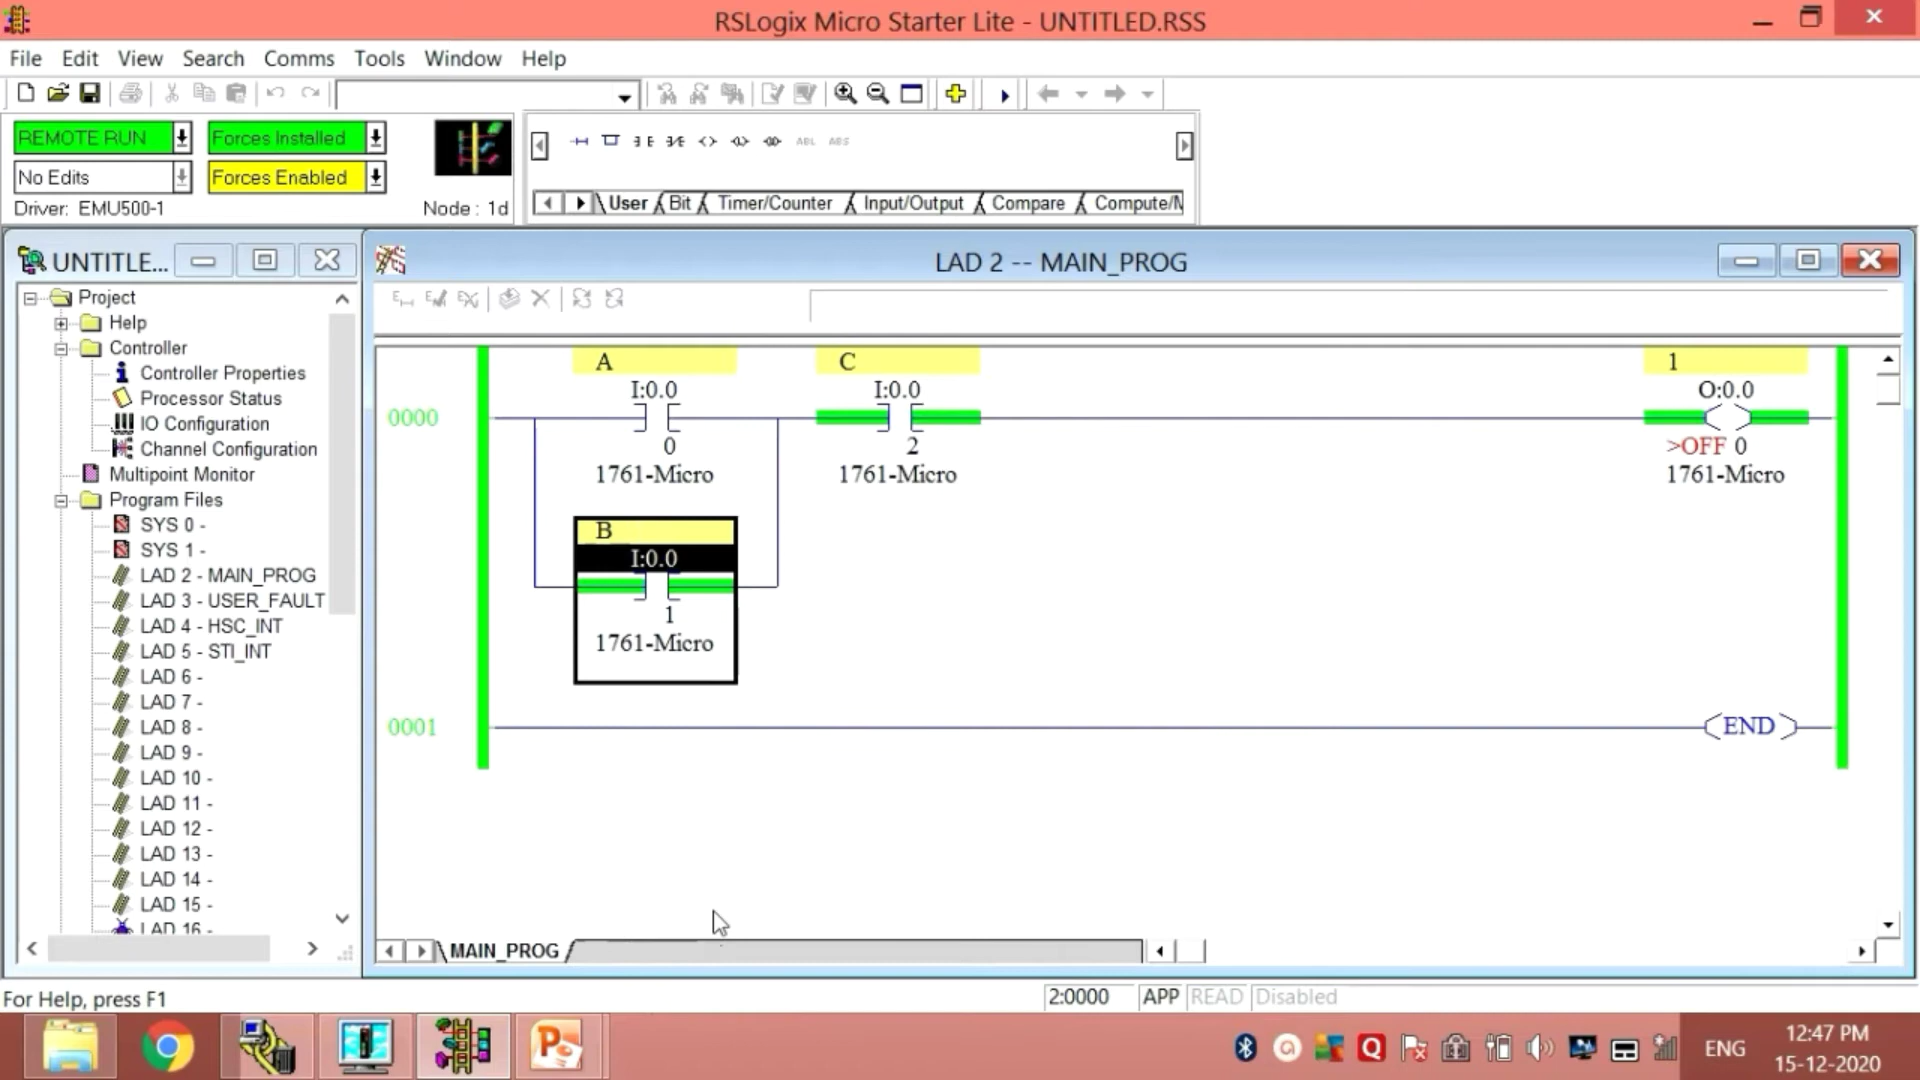 RSLogix Micro Starter Lite - UNTITLED.RSS
File Edit View Search Comms Tools Window Help
REMOTE RUN
Forces Installed
No Edits
Forces Enabled
Driver: EMU500-1
Node : 1d
ABL ABS
User Bit Timer/Counter Input/Output Compare Compute/M
UNTITLE...
LAD 2 -- MAIN_PROG
Project
Help
Controller
Controller Properties
Processor Status
IO Configuration
Channel Configuration
Multipoint Monitor
Program Files
SYS 0 -
SYS 1 -
LAD 2 - MAIN_PROG
LAD 3 - USER_FAULT
LAD 4 - HSC_INT
LAD 5 - STI_INT
LAD 6 -
LAD 7 -
LAD 8 -
LAD 9 -
LAD 10 -
LAD 11 -
LAD 12 -
LAD 13 -
LAD 14 -
LAD 15 -
LAD 16 -
0000
A
I:0.0
0
1761-Micro
C
I:0.0
2
1761-Micro
1
O:0.0
>OFF 0
1761-Micro
B
I:0.0
1
1761-Micro
0001
END
MAIN_PROG
For Help, press F1
2:0000 APP READ Disabled
ENG
12:47 PM
15-12-2020